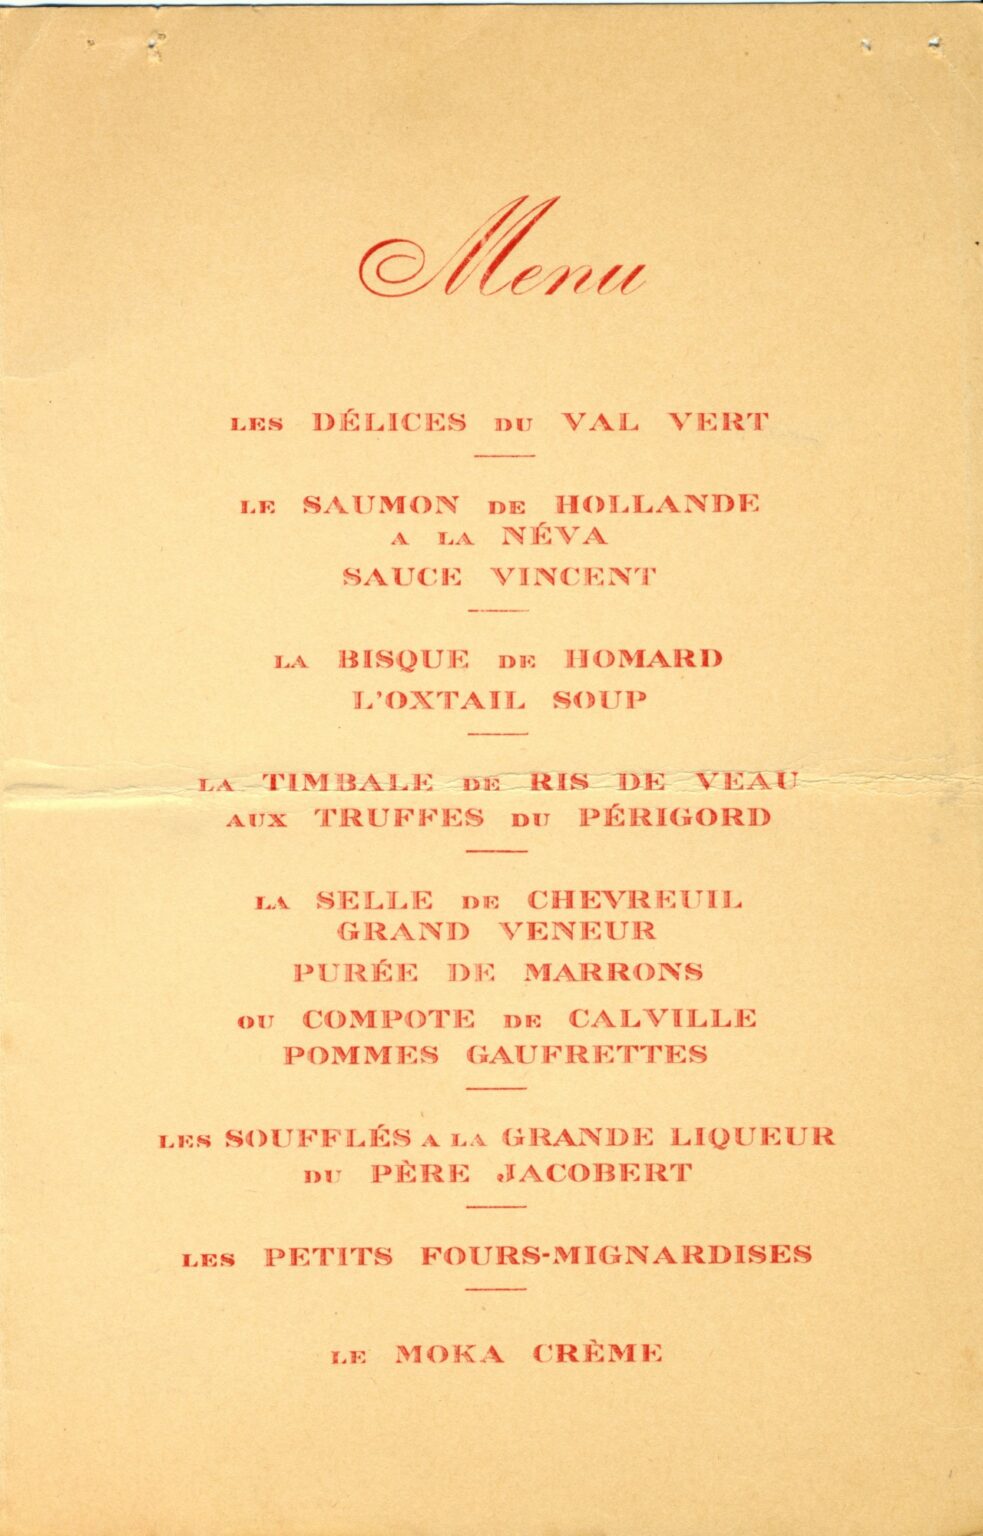 Menu
LES DÉLICES DU VAL VERT
LE SAUMON DE HOLLANDE
A LA NÉVA
SAUCE VINCENT
LA BISQUE DE HOMARD
L'OXTAIL SOUP
LA TIMBALE DE RIS DE VEAU
AUX TRUFFES DU PÉRIGORD
LA SELLE DE CHEVREUIL
GRAND VENEUR
PURÉE DE MARRONS
OU COMPOTE DE CALVILLE
POMMES GAUFRETTES
LES SOUFFLÉS A LA GRANDE LIQUEUR
DU PÈRE JACOBERT
LES PETITS FOURS-MIGNARDISES
LE MOKA CRÈME